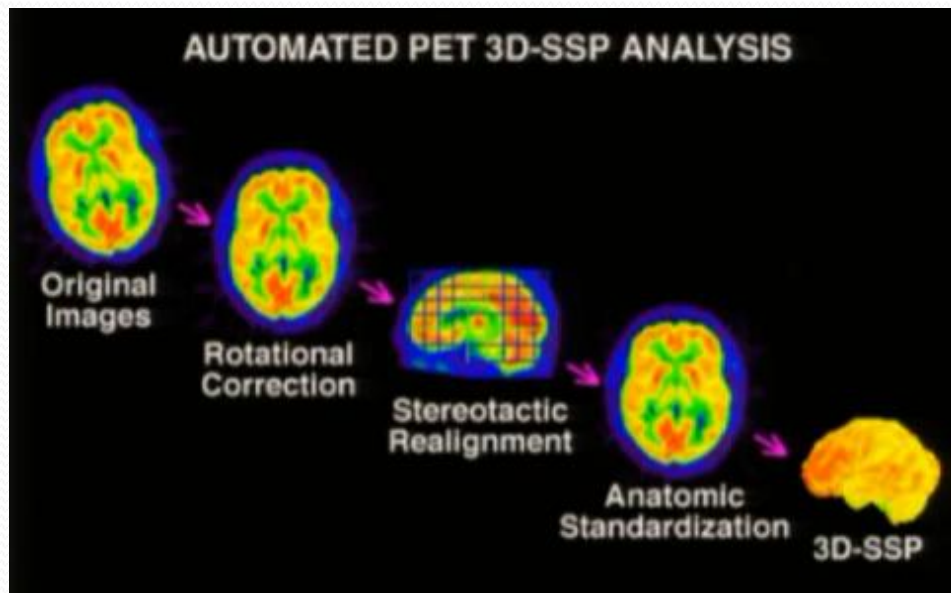 AUTOMATED PET 3D-SSP ANALYSIS
Original
Images
Rotational
Correction
Stereotactic
Realignment
Anatomic
Standardization
3D-SSP